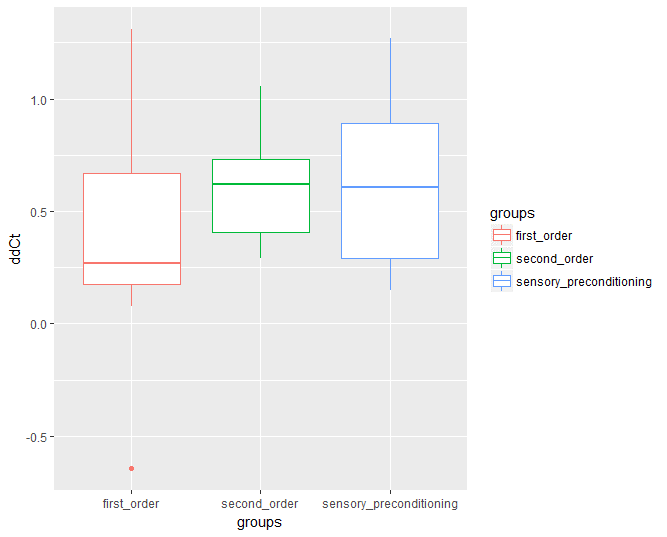 ddCt
1.0
0.5
0.0
-0.5
first_order
second_order
sensory_preconditioning
groups
groups
first_order
second_order
sensory_preconditioning